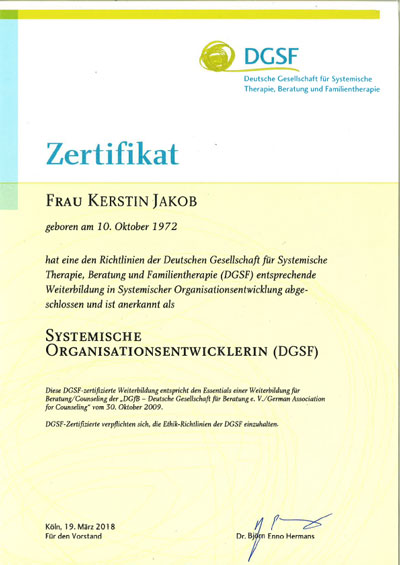 DGSF
Deutsche Gesellschaft für Systemische
Therapie, Beratung und Familientherapie
Zertifikat
FRAU KERSTIN JAKOB
geboren am 10. Oktober 1972
hat eine den Richtlinien der Deutschen Gesellschaft für Systemische
Therapie, Beratung und Familientherapie (DGSF) entsprechende
Weiterbildung in Systemischer Organisationsentwicklung abge-
schlossen und ist anerkannt als
SYSTEMISCHE
ORGANISATIONSENTWICKLERIN (DGSF)
Diese DGSF-zertifizierte Weiterbildung entspricht den Essentials einer Weiterbildung für
Beratung/Counseling der „DGfB – Deutsche Gesellschaft für Beratung e. V./German Association
for Counseling“ vom 30. Oktober 2009.
DGSF-Zertifizierte verpflichten sich, die Ethik-Richtlinien der DGSF einzuhalten.
Köln, 19. März 2018
Für den Vorstand
Dr. Björn Enno Hermans